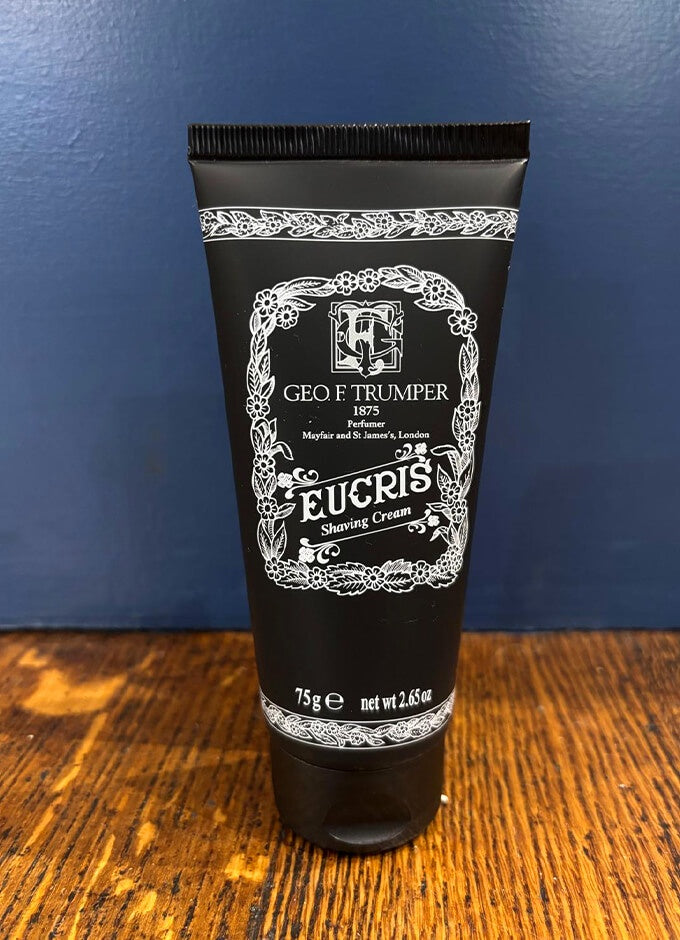 GEO. F. TRUMPER
1875
Perfumer
Mayfair and St James's, London
EUCRIS
Shaving Cream
75g ℮ net wt 2.65 oz